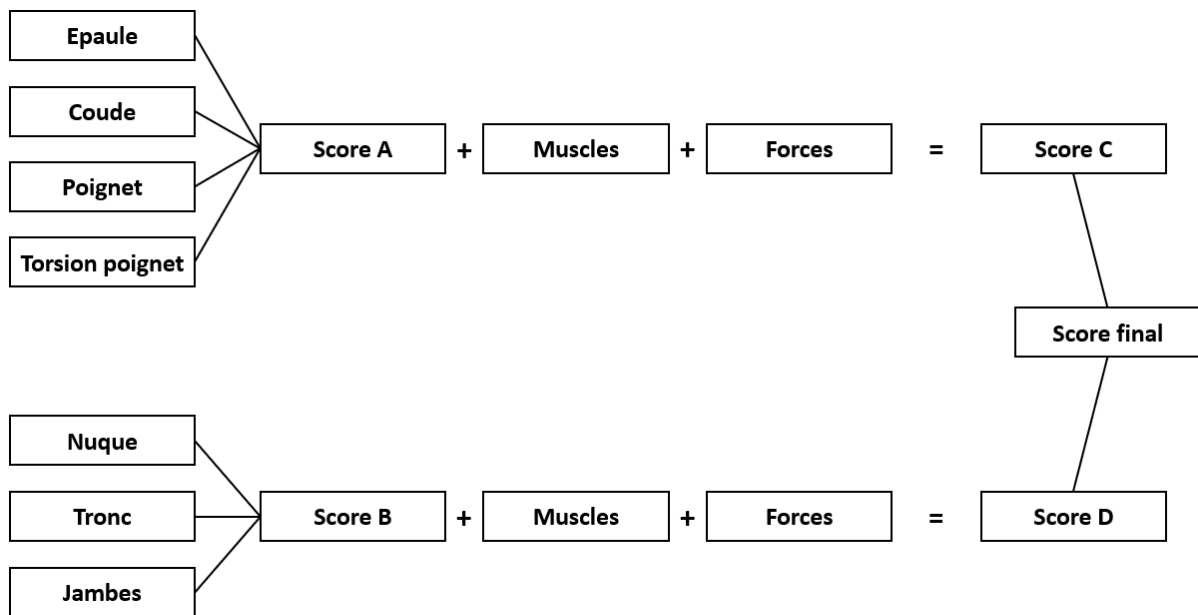 Epaule
Coude
Poignet
Torsion poignet
Score A + Muscles + Forces = Score C
Score final
Nuque
Tronc
Jambes
Score B + Muscles + Forces = Score D